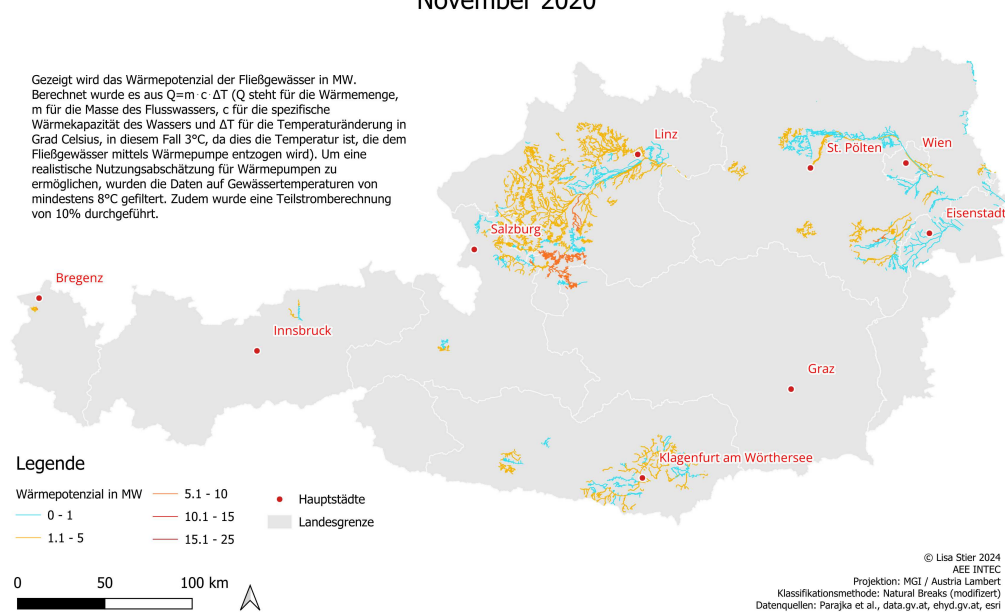 November 2020
Gezeigt wird das Wärmepotenzial der Fließgewässer in MW.
Berechnet wurde es aus Q=m·c·ΔT (Q steht für die Wärmemenge,
m für die Masse des Flusswassers, c für die spezifische
Wärmekapazität des Wassers und ΔT für die Temperaturänderung in
Grad Celsius, in diesem Fall 3°C, da dies die Temperatur ist, die dem
Fließgewässer mittels Wärmepumpe entzogen wird). Um eine
realistische Nutzungsabschätzung für Wärmepumpen zu
ermöglichen, wurden die Daten auf Gewässertemperaturen von
mindestens 8°C gefiltert. Zudem wurde eine Teilstromberechnung
von 10% durchgeführt.
Linz
Wien
St. Pölten
Eisenstadt
Salzburg
Bregenz
Innsbruck
Graz
Klagenfurt am Wörthersee
Legende
Wärmepotenzial in MW
0 - 1
1.1 - 5
5.1 - 10
10.1 - 15
15.1 - 25
Hauptstädte
Landesgrenze
0 50 100 km
© Lisa Stier 2024
AEE INTEC
Projektion: MGI / Austria Lambert
Klassifikationsmethode: Natural Breaks (modifizert)
Datenquellen: Parajka et al., data.gv.at, ehyd.gv.at, esri